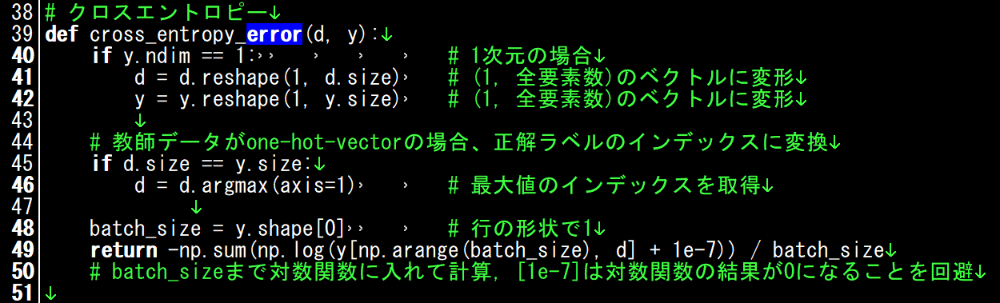 38 # クロスエントロピー↓
39 def cross_entropy_error(d, y):↓
40     if y.ndim == 1:    # 1次元の場合↓
41         d = d.reshape(1, d.size)    # (1, 全要素数)のベクトルに変形↓
42         y = y.reshape(1, y.size)    # (1, 全要素数)のベクトルに変形↓
43         ↓
44     # 教師データがone-hot-vectorの場合、正解ラベルのインデックスに変換↓
45     if d.size == y.size:↓
46         d = d.argmax(axis=1)    # 最大値のインデックスを取得↓
47             ↓
48     batch_size = y.shape[0]    # 行の形状で1↓
49     return -np.sum(np.log(y[np.arange(batch_size), d] + 1e-7)) / batch_size↓
50     # batch_sizeまで対数関数に入れて計算, [1e-7]は対数関数の結果が0になることを回避↓
51 ↓